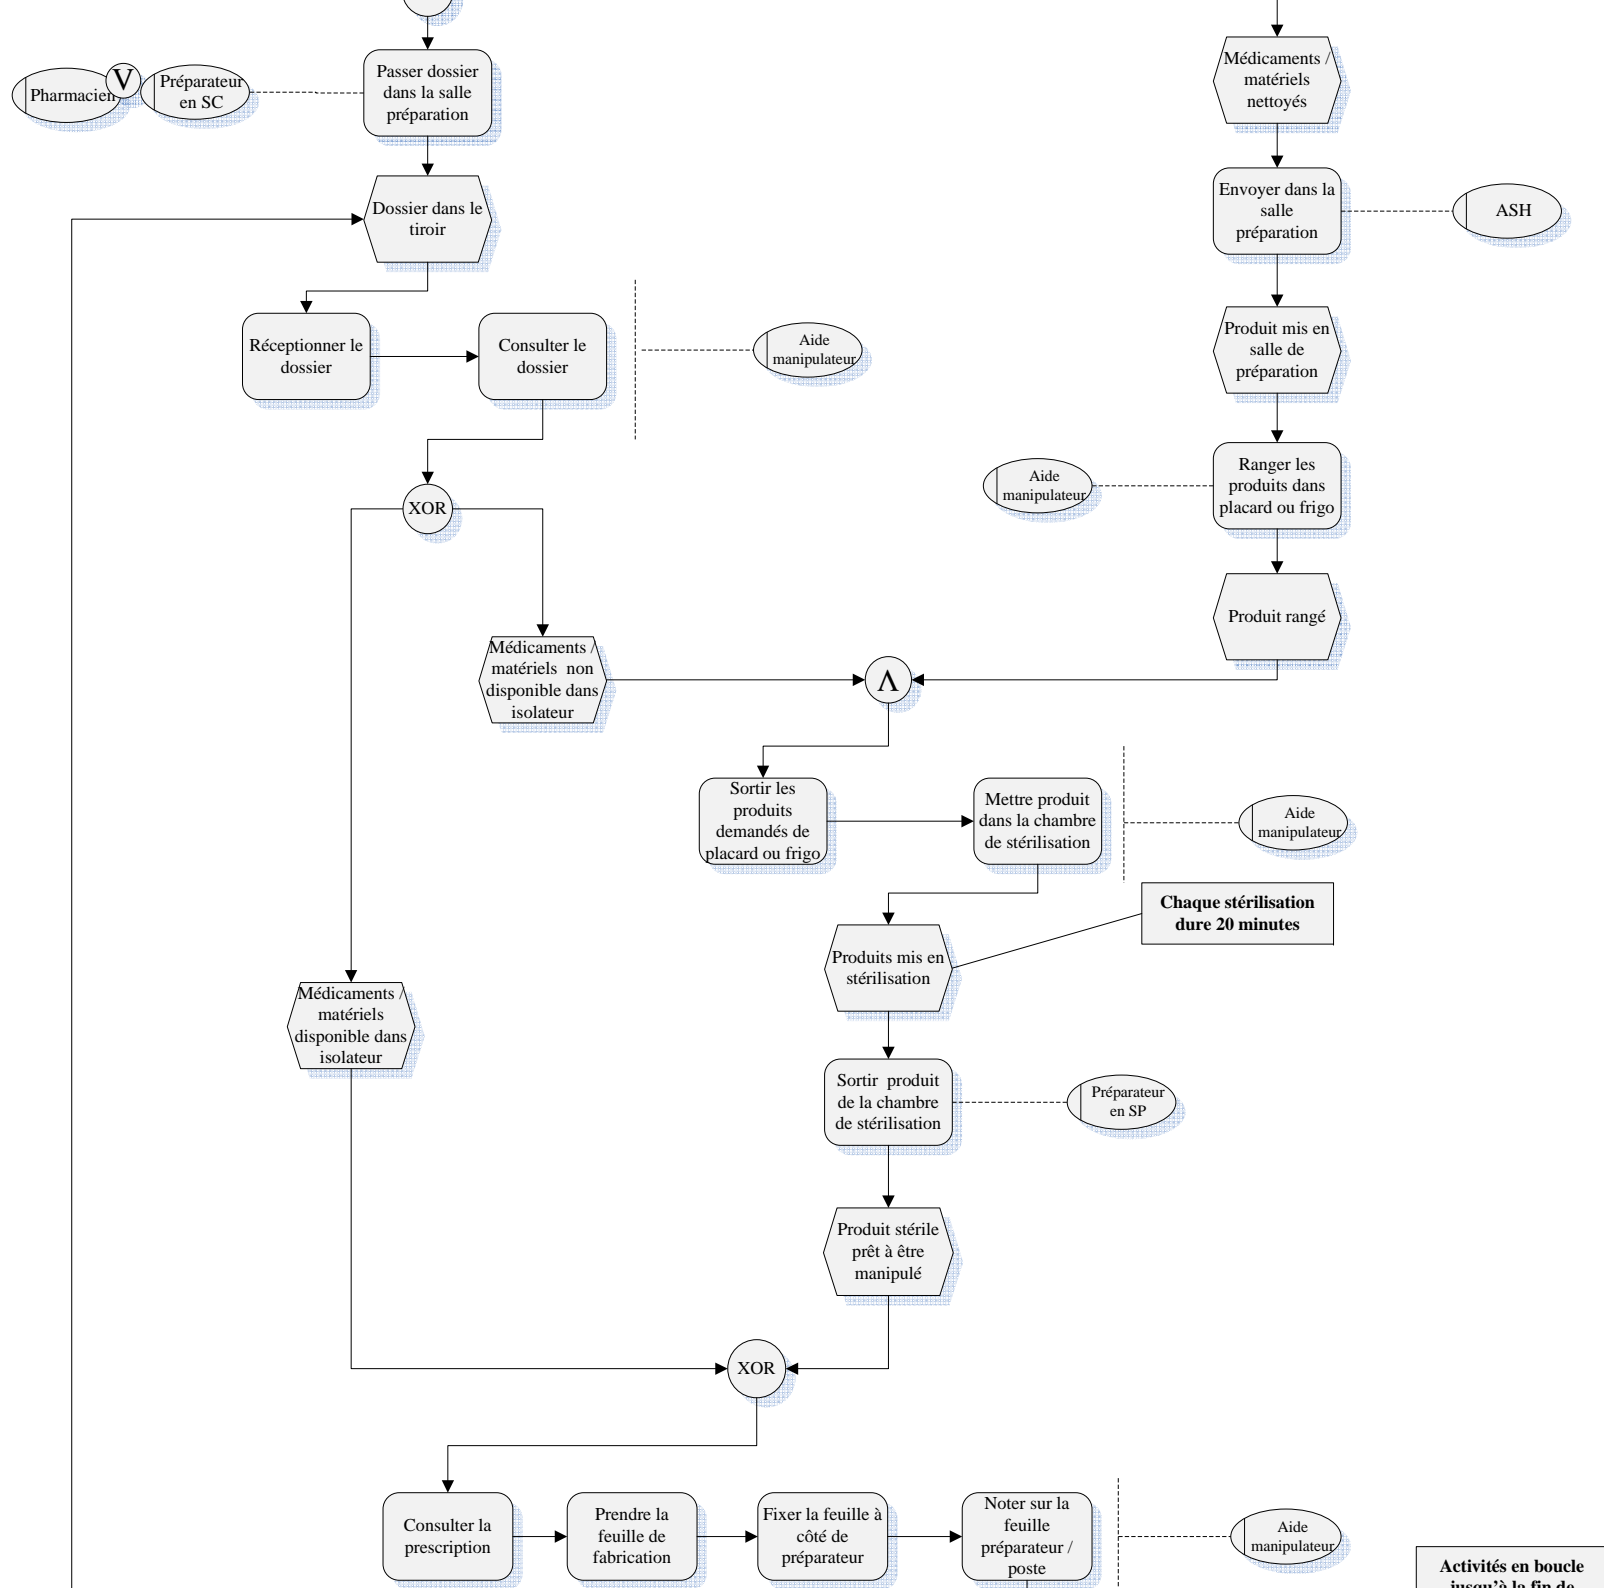 Passer dossier
dans la salle
préparation
Pharmacien
V
Préparateur
en SC
Médicaments /
matériels
nettoyés
Dossier dans le
tiroir
Envoyer dans la
salle
préparation
ASH
Réceptionner le
dossier
Consulter le
dossier
Aide
manipulateur
Produit mis en
salle de
préparation
XOR
Aide
manipulateur
Ranger les
produits dans
placard ou frigo
Produit rangé
Médicaments /
matériels non
disponible dans
isolateur
Λ
Sortir les
produits
demandés de
placard ou frigo
Mettre produit
dans la chambre
de stérilisation
Aide
manipulateur
Chaque stérilisation
dure 20 minutes
Produits mis en
stérilisation
Médicaments /
matériels
disponible dans
isolateur
Sortir produit
de la chambre
de stérilisation
Préparateur
en SP
Produit stérile
prêt à être
manipulé
XOR
Consulter la
prescription
Prendre la
feuille de
fabrication
Fixer la feuille à
côté de
préparateur
Noter sur la
feuille
préparateur /
poste
Aide
manipulateur
Activités en boucle
jusqu'à la fin de